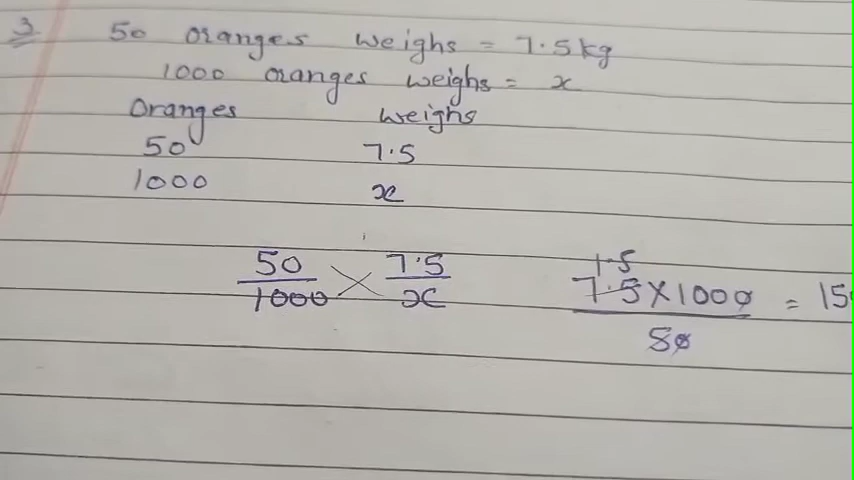 3 50 oranges weighs = 7.5kg
1000 oranges weighs = x
Oranges weighs
50 7.5
1000 x
50 7.5 1.5
1000 x 7.5×1000 = 15
50